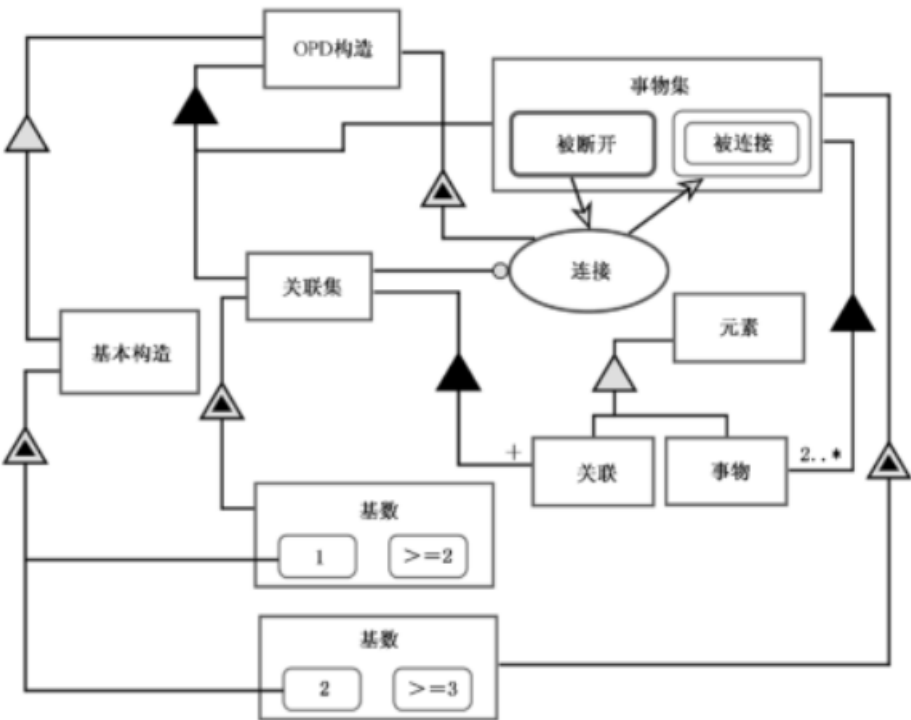 OPD构造
事物集
被断开
被连接
关联集
连接
元素
基本构造
+
关联
事物
2..*
基数
1
>=2
基数
2
>=3